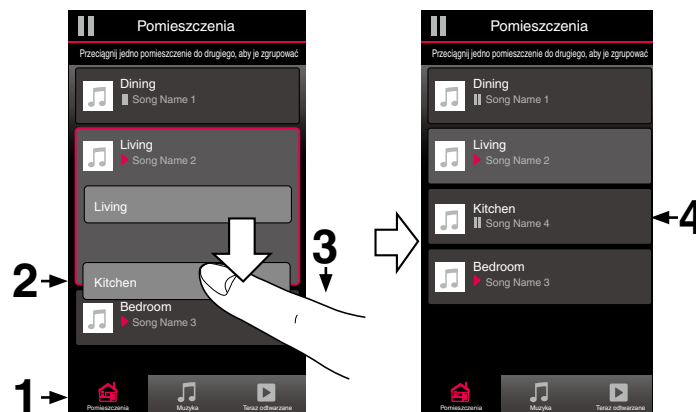 Pomieszczenia
Przeciągnij jedno pomieszczenie do drugiego, aby je zgrupować
Dining
Song Name 1
Living
Song Name 2
Living
Kitchen
Bedroom
Song Name 3
Pomieszczenia
Muzyka
Teraz odtwarzane
1
2
3
Pomieszczenia
Przeciągnij jedno pomieszczenie do drugiego, aby je zgrupować
Dining
Song Name 1
Living
Song Name 2
Kitchen
Song Name 4
Bedroom
Song Name 3
Pomieszczenia
Muzyka
Teraz odtwarzane
4